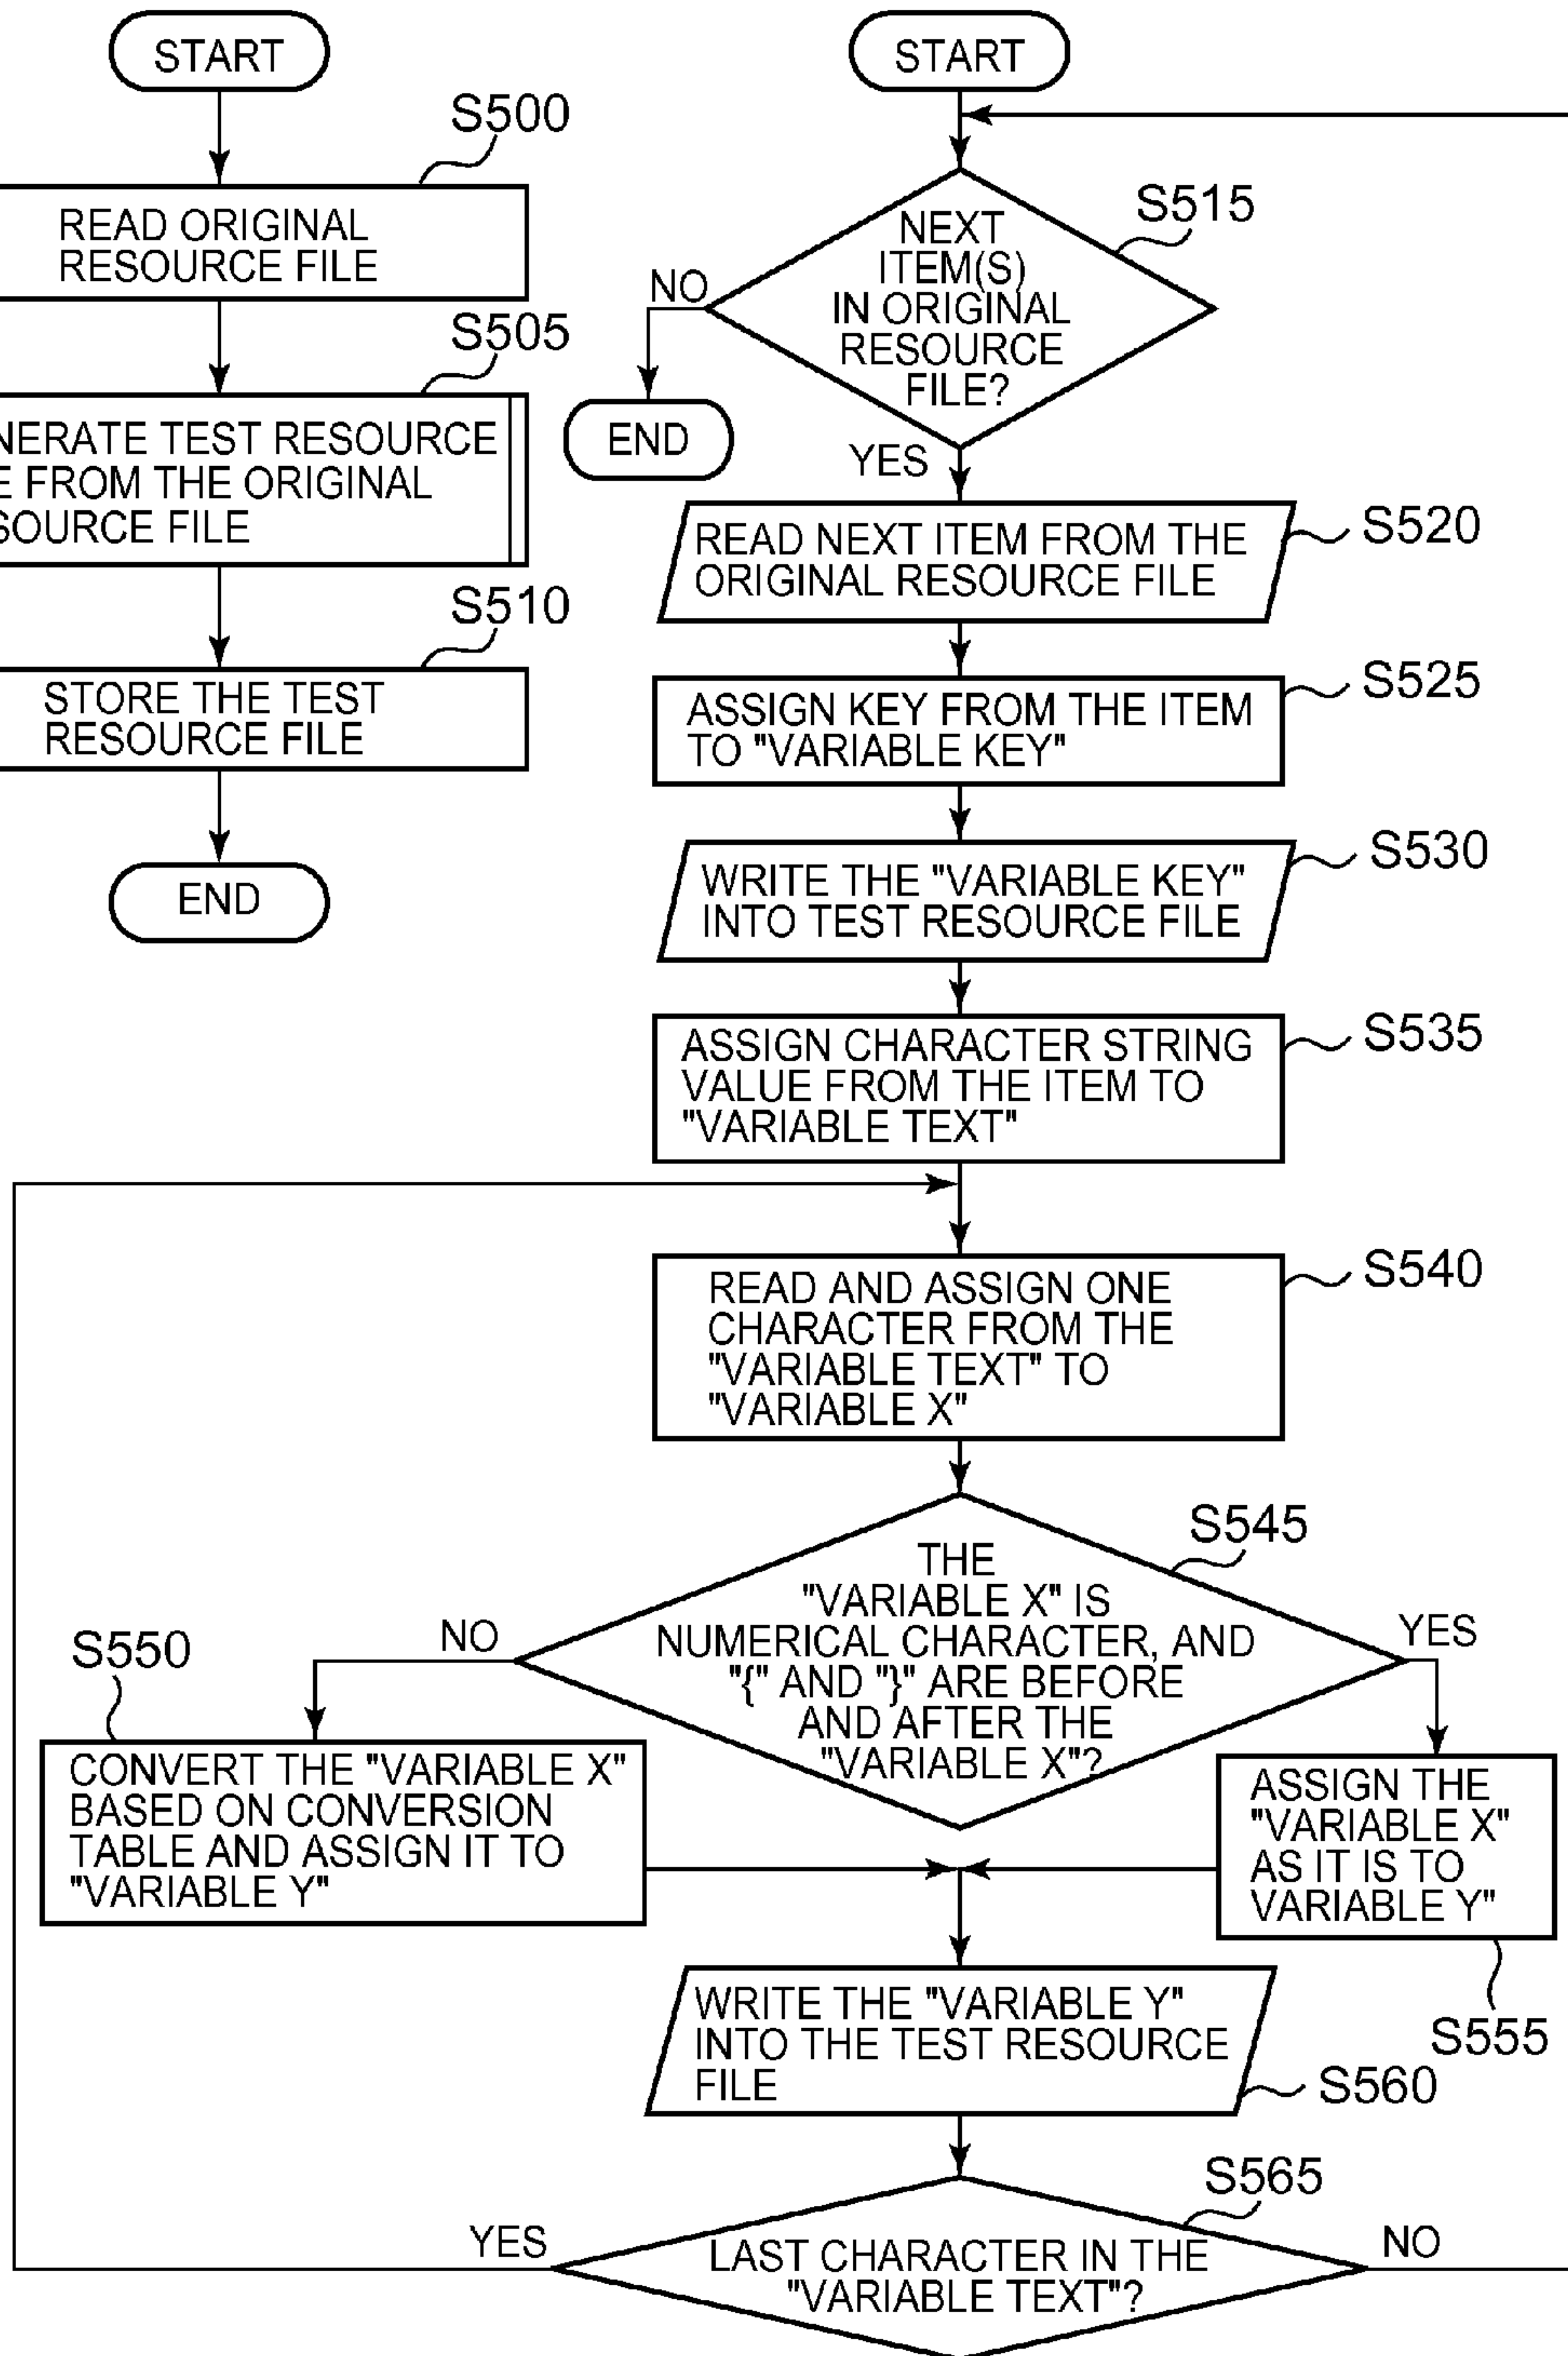 START
S500
READ ORIGINAL
RESOURCE FILE
S505
NERATE TEST RESOURCE
E FROM THE ORIGINAL
SOURCE FILE
S510
STORE THE TEST
RESOURCE FILE
END
START
S515
NEXT
ITEM(S)
IN ORIGINAL
RESOURCE
FILE?
NO
END
YES
S520
READ NEXT ITEM FROM THE
ORIGINAL RESOURCE FILE
S525
ASSIGN KEY FROM THE ITEM
TO "VARIABLE KEY"
S530
WRITE THE "VARIABLE KEY"
INTO TEST RESOURCE FILE
S535
ASSIGN CHARACTER STRING
VALUE FROM THE ITEM TO
"VARIABLE TEXT"
S540
READ AND ASSIGN ONE
CHARACTER FROM THE
"VARIABLE TEXT" TO
"VARIABLE X"
S545
THE
"VARIABLE X" IS
NUMERICAL CHARACTER, AND
"{" AND "}" ARE BEFORE
AND AFTER THE
"VARIABLE X"?
NO
YES
S550
CONVERT THE "VARIABLE X"
BASED ON CONVERSION
TABLE AND ASSIGN IT TO
"VARIABLE Y"
ASSIGN THE
"VARIABLE X"
AS IT IS TO
VARIABLE Y"
S555
WRITE THE "VARIABLE Y"
INTO THE TEST RESOURCE
FILE
S560
S565
LAST CHARACTER IN THE
"VARIABLE TEXT"?
YES
NO